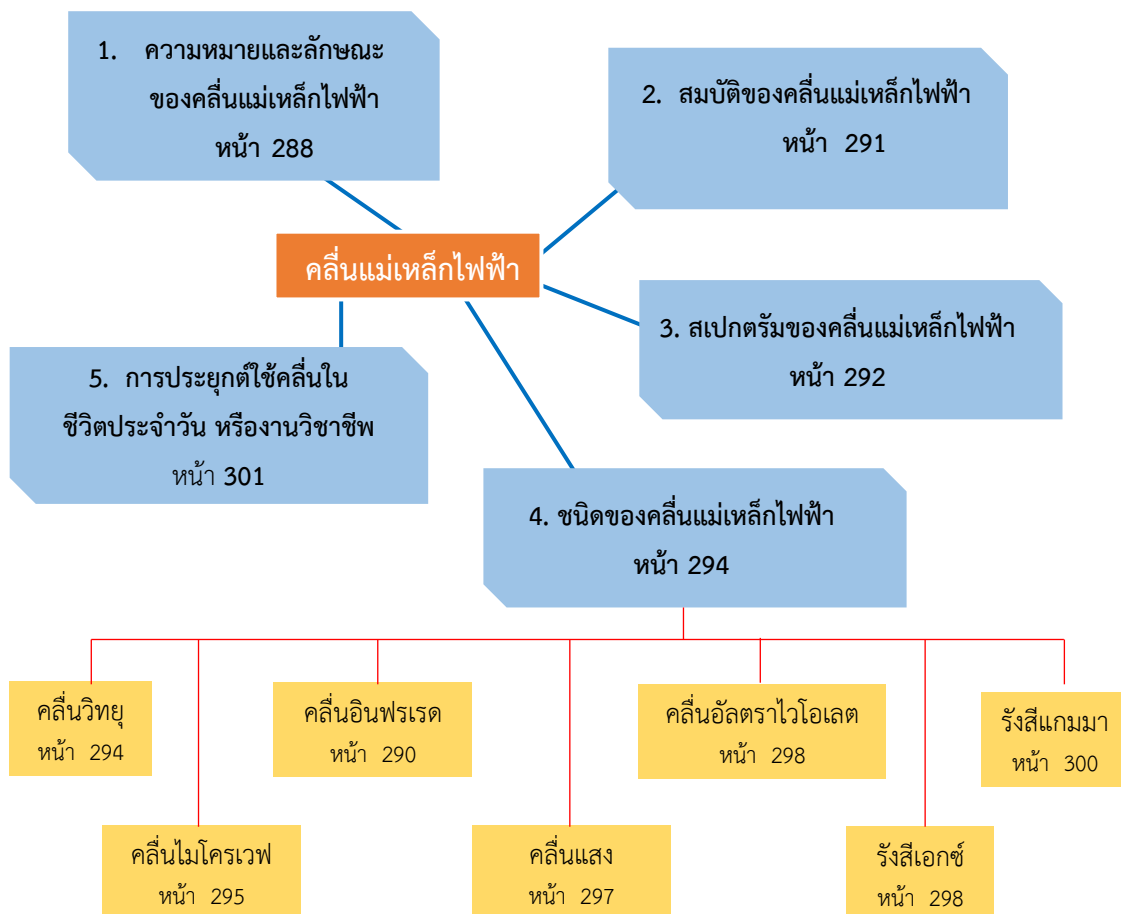 1. ความหมายและลักษณะ
ของคลื่นแม่เหล็กไฟฟ้า
หน้า 288
2. สมบัติของคลื่นแม่เหล็กไฟฟ้า
หน้า 291
คลื่นแม่เหล็กไฟฟ้า
3. สเปกตรัมของคลื่นแม่เหล็กไฟฟ้า
หน้า 292
5. การประยุกต์ใช้คลื่นใน
ชีวิตประจำวัน หรืองานวิชาชีพ
หน้า 301
4. ชนิดของคลื่นแม่เหล็กไฟฟ้า
หน้า 294
คลื่นวิทยุ
หน้า 294
คลื่นอินฟรเรด
หน้า 290
คลื่นอัลตราไวโอเลต
หน้า 298
รังสีแกมมา
หน้า 300
คลื่นไมโครเวฟ
หน้า 295
คลื่นแสง
หน้า 297
รังสีเอกซ์
หน้า 298